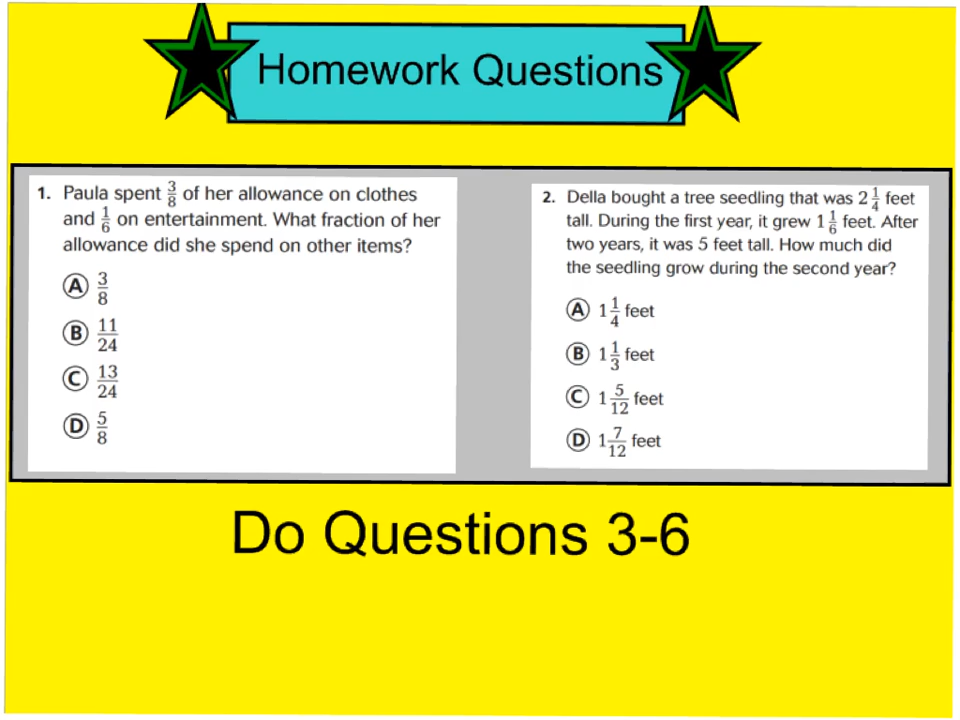 Homework Questions
1. Paula spent 3/8 of her allowance on clothes
and 1/6 on entertainment. What fraction of her
allowance did she spend on other items?
A 3/8
B 11/24
C 13/24
D 5/8
2. Della bought a tree seedling that was 2 1/4 feet
tall. During the first year, it grew 1 1/6 feet. After
two years, it was 5 feet tall. How much did
the seedling grow during the second year?
A 1 1/4 feet
B 1 1/3 feet
C 1 5/12 feet
D 1 7/12 feet
Do Questions 3-6